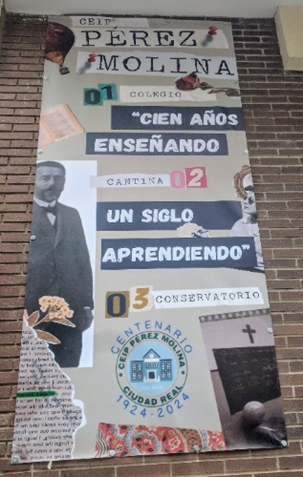 CEIP
PÉREZ
MOLINA
01 COLEGIO
"CIEN AÑOS
ENSEÑANDO
CANTINA 02
UN SIGLO
APRENDIENDO"
03 CONSERVATORIO
CENTENARIO
CEIP PÉREZ MOLINA
CIUDAD REAL
1924-2024